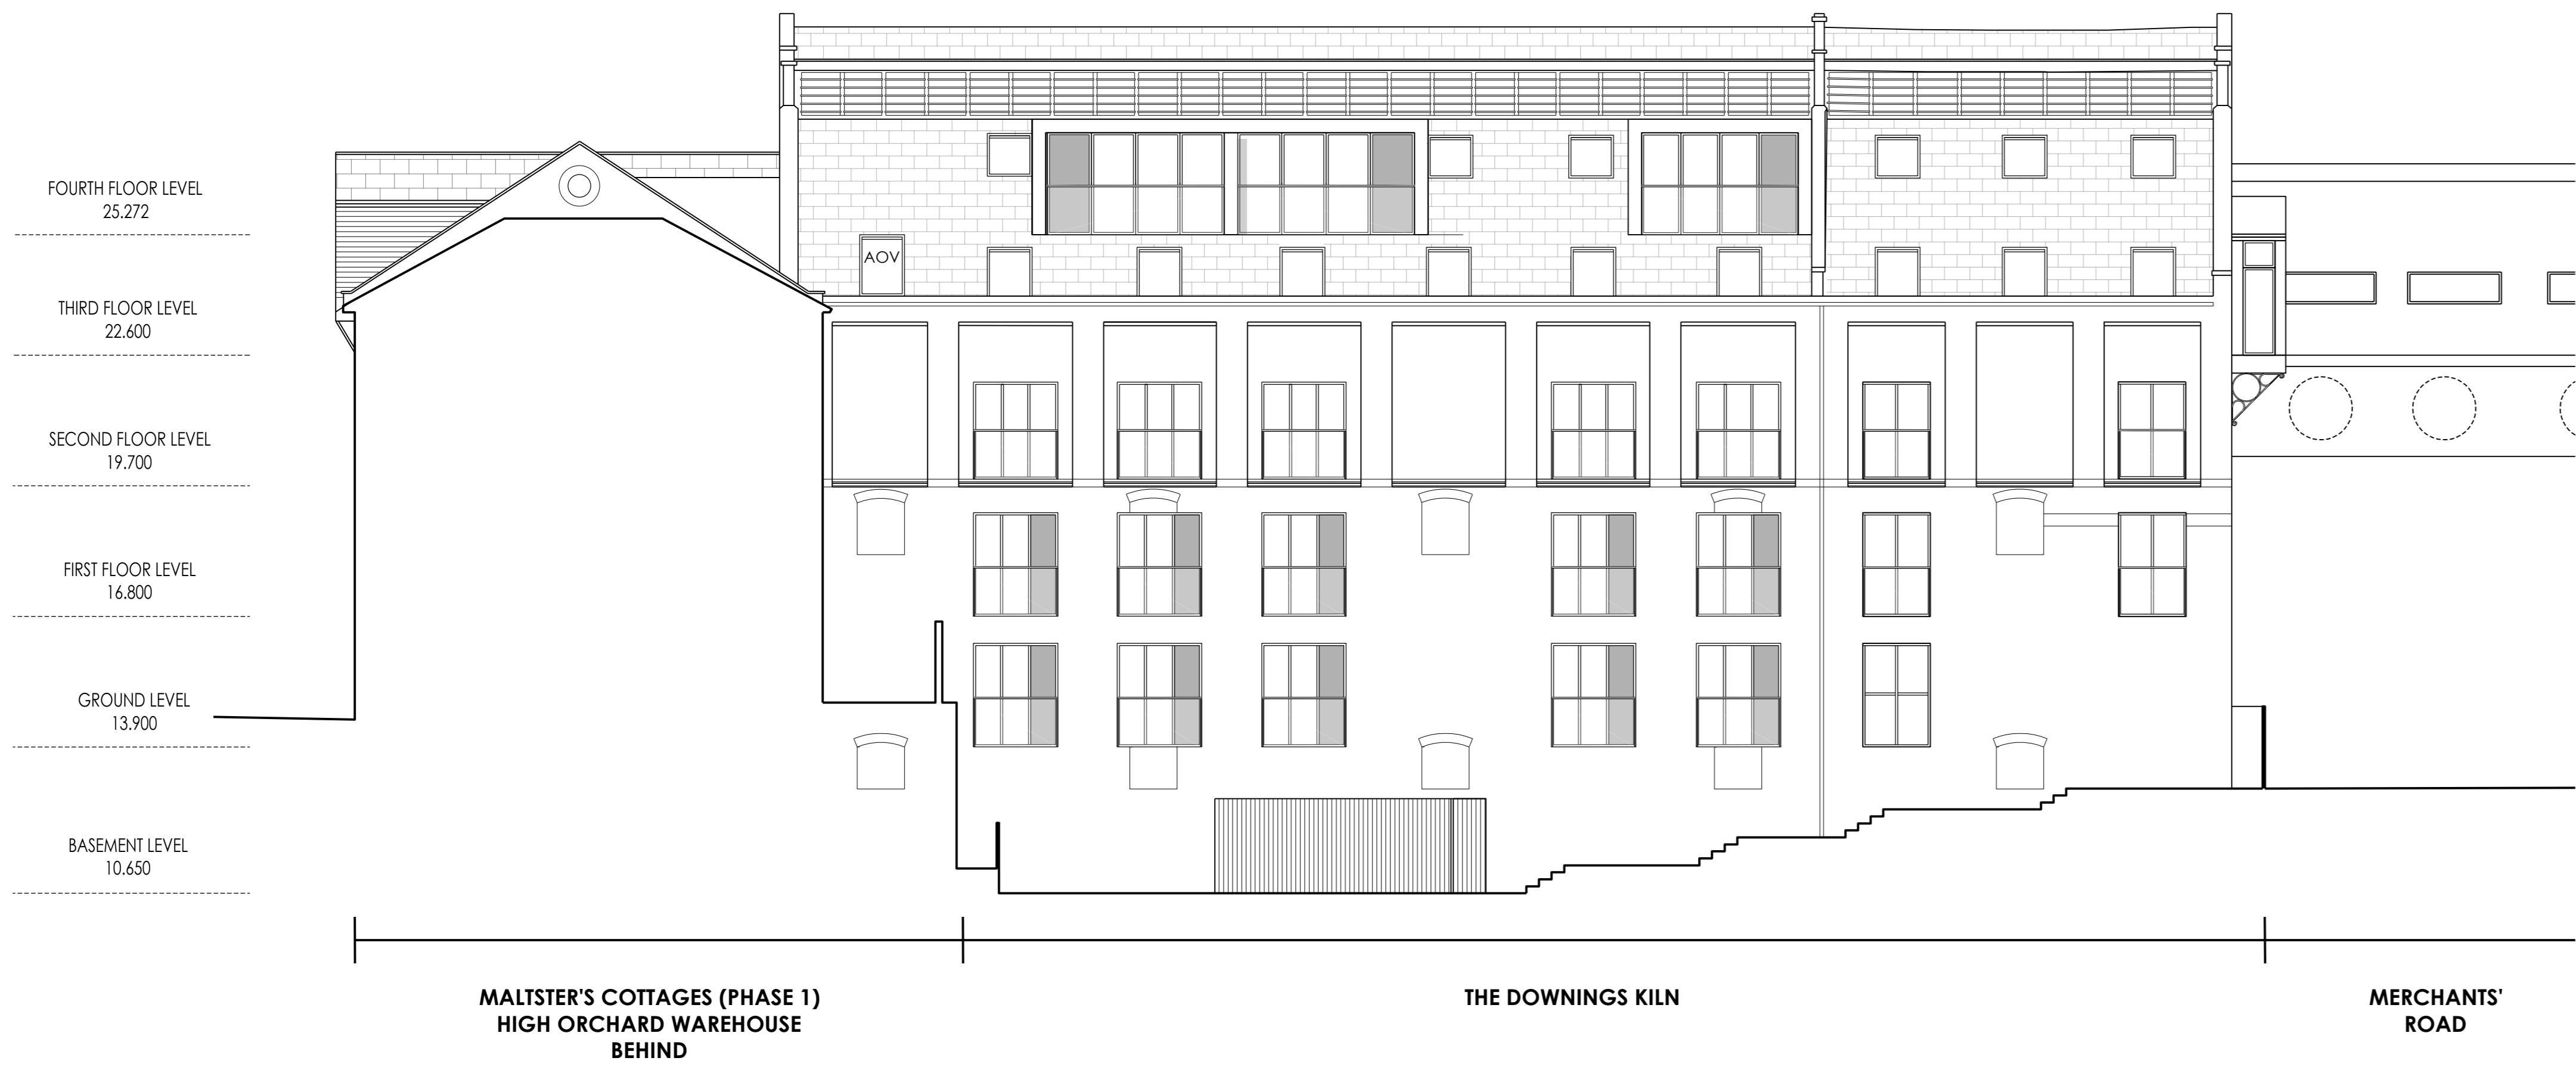 FOURTH FLOOR LEVEL
25.272
AOV
THIRD FLOOR LEVEL
22.600
SECOND FLOOR LEVEL
19.700
FIRST FLOOR LEVEL
16.800
GROUND LEVEL
13.900
BASEMENT LEVEL
10.650
MALTSTER'S COTTAGES (PHASE 1)
HIGH ORCHARD WAREHOUSE
BEHIND
THE DOWNINGS KILN
MERCHANTS'
ROAD